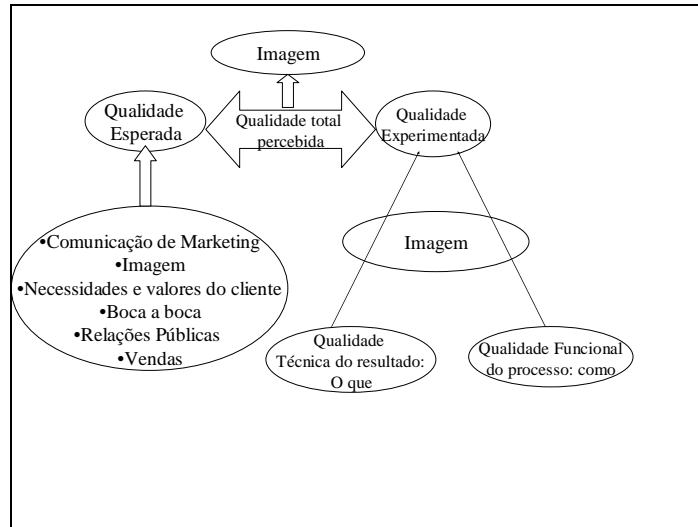 Imagem
Qualidade
Esperada
Qualidade total
percebida
Qualidade
Experimentada
•Comunicação de Marketing
•Imagem
•Necessidades e valores do cliente
•Boca a boca
•Relações Públicas
•Vendas
Imagem
Qualidade
Técnica do resultado:
O que
Qualidade Funcional
do processo: como